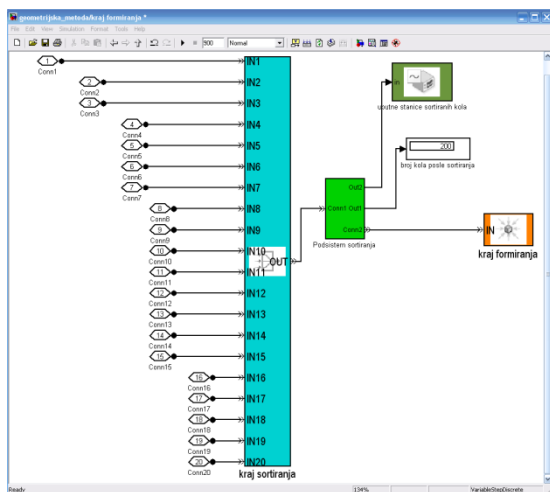 geometrijska_metoda/kraj formiranja *
File Edit View Simulation Format Tools Help
900 Normal
1
Conn1
2
Conn2
3
Conn3
4
Conn4
5
Conn5
6
Conn6
7
Conn7
8
Conn8
9
Conn9
10
Conn10
11
Conn11
12
Conn12
13
Conn13
14
Conn14
15
Conn15
16
Conn16
17
Conn17
18
Conn18
19
Conn19
20
Conn20
IN1
IN2
IN3
IN4
IN5
IN6
IN7
IN8
IN9
IN10
IN11
IN12
IN13
IN14
IN15
IN16
IN17
IN18
IN19
IN20
OUT
kraj sortiranja
Out2
Conn1 Out1
Conn2
Podsistem sortiranja
in
uputne stanice sortiranih kola
200
broj kola posle sortiranja
IN
kraj formiranja
Ready
134%
VariableStepDiscrete